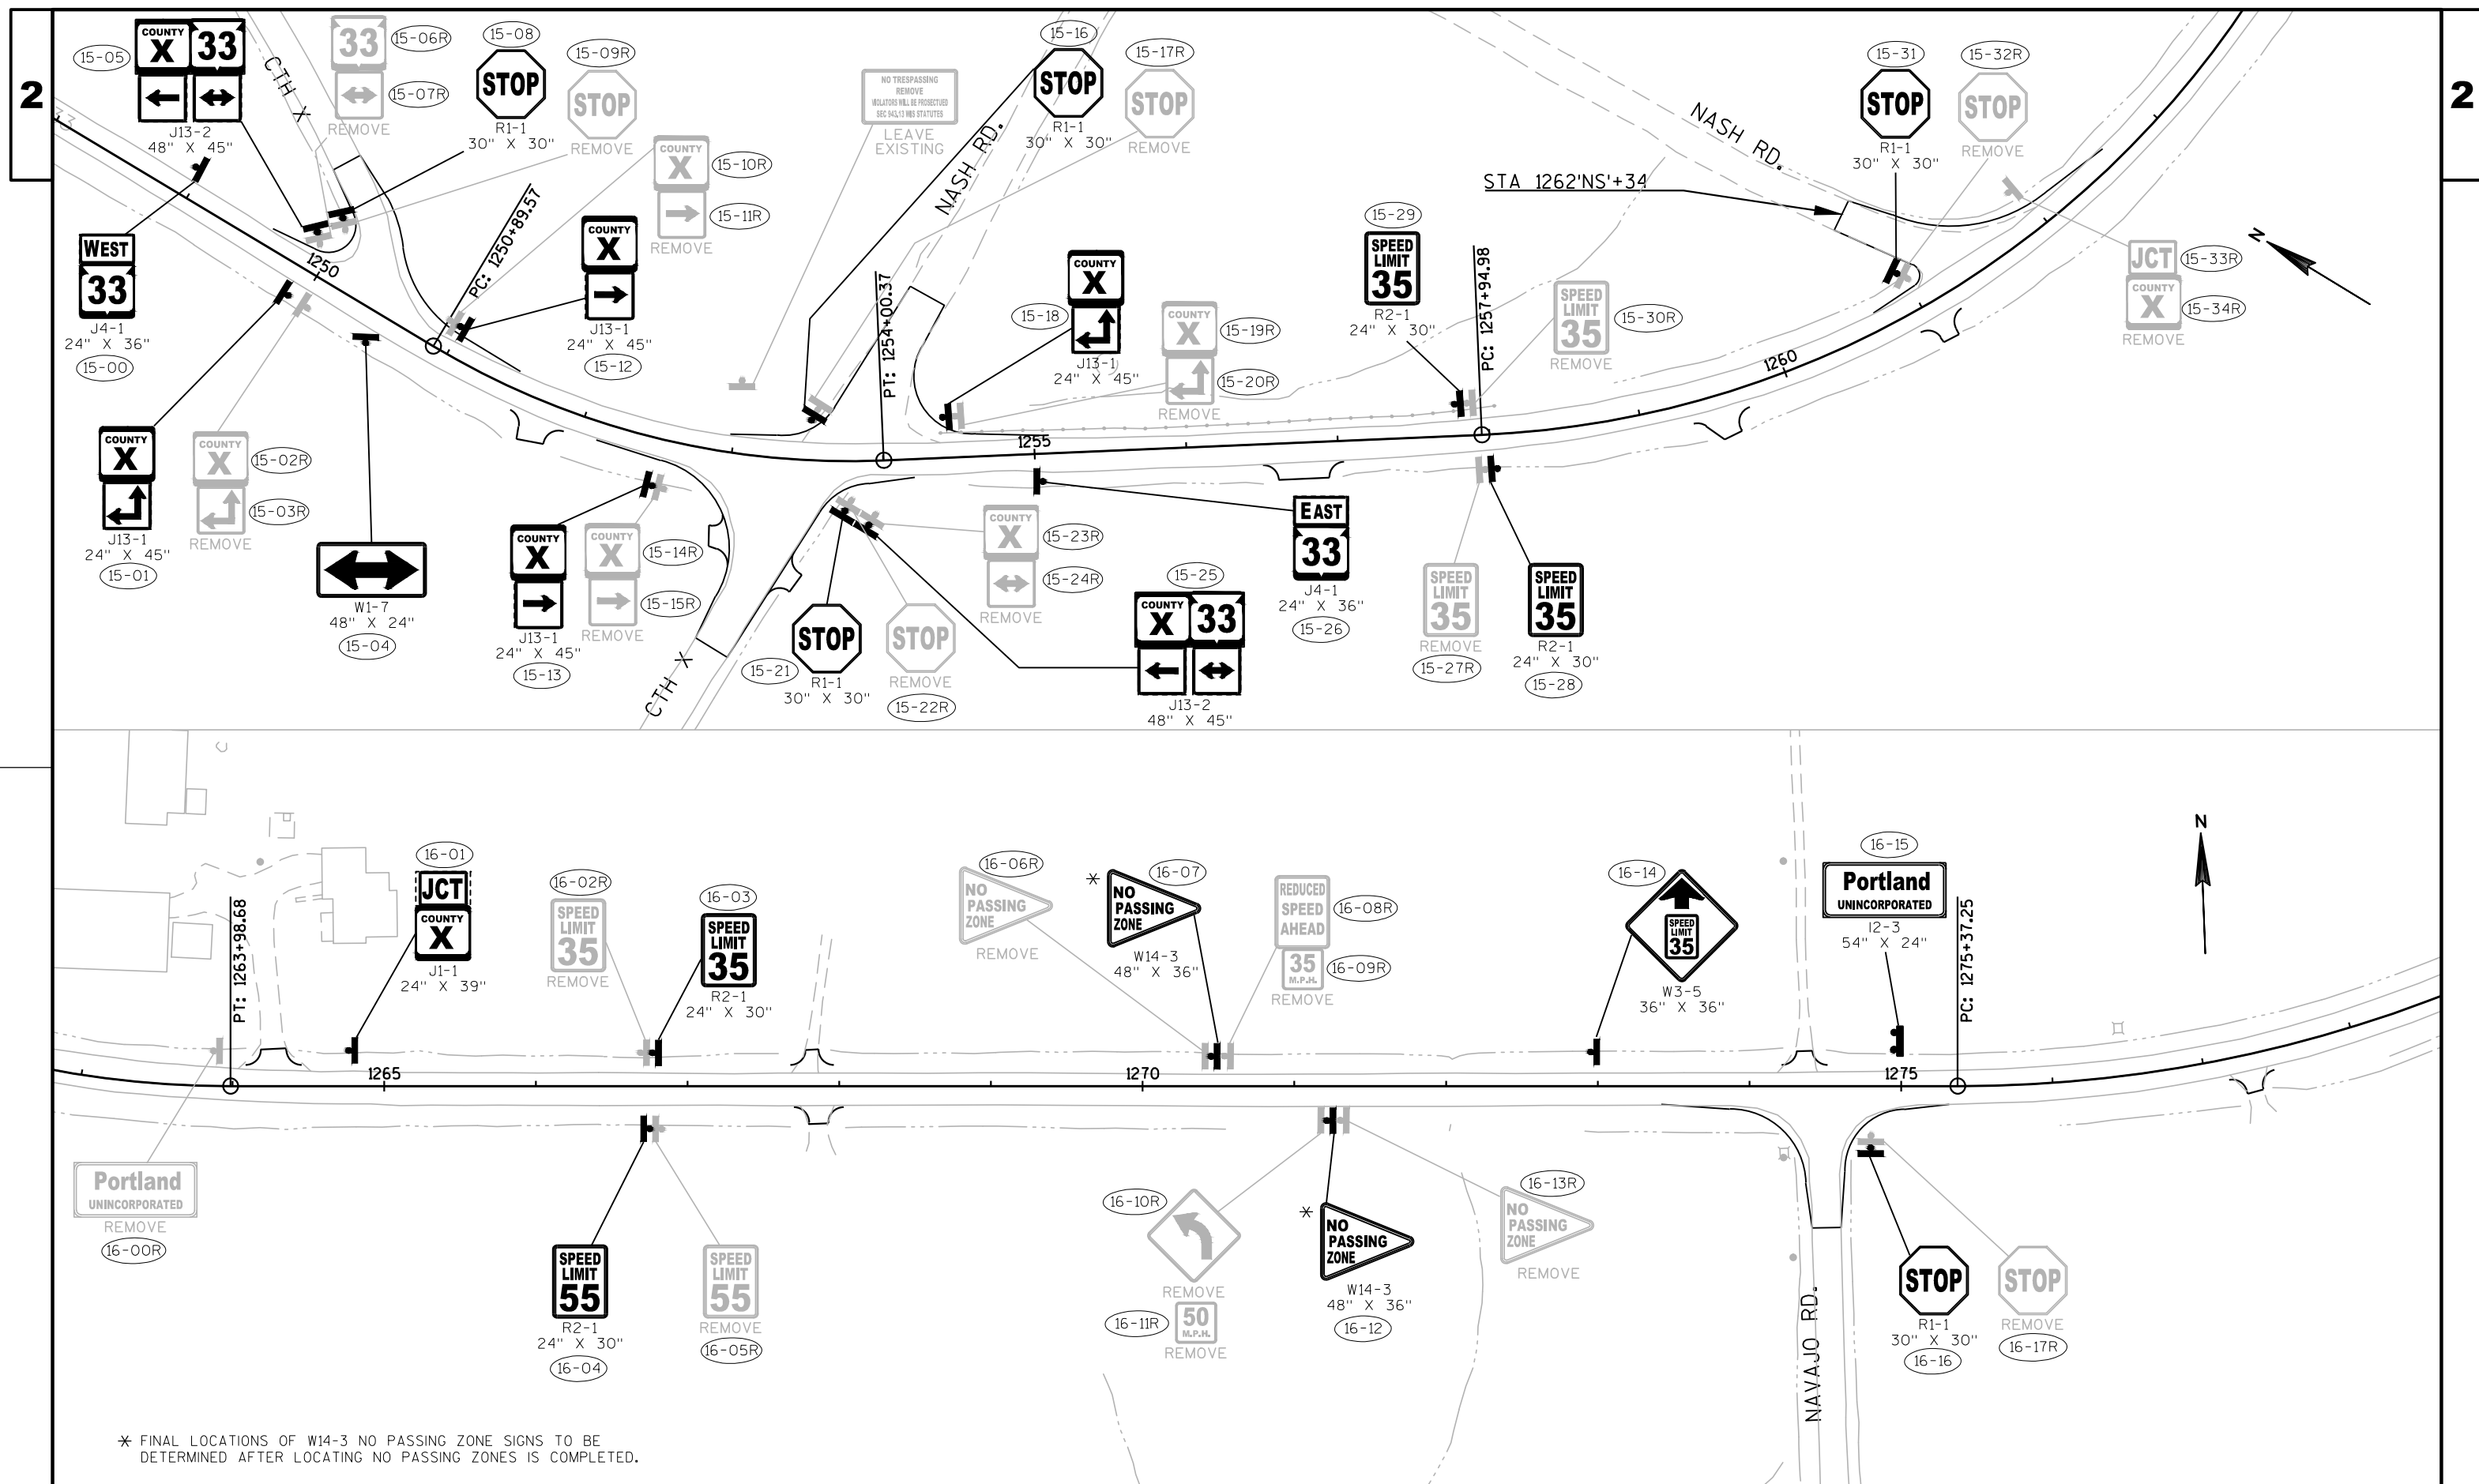 2
2
15-05
COUNTY
X
33
J13-2
48" X 45"
33
15-06R
15-07R
REMOVE
CTH X
15-08
STOP
R1-1
30" X 30"
15-09R
STOP
REMOVE
COUNTY
X
15-10R
15-11R
REMOVE
NO TRESPASSING
REMOVE
VIOLATORS WILL BE PROSECTUED
SEC 943.13 WIS STATUTES
LEAVE
EXISTING
NASH RD.
15-16
STOP
R1-1
30" X 30"
15-17R
STOP
REMOVE
NASH RD.
STA 1262'NS'+34
15-31
STOP
R1-1
30" X 30"
15-32R
STOP
REMOVE
N
JCT
15-33R
COUNTY
X
15-34R
REMOVE
WEST
33
J4-1
24" X 36"
15-00
1250
PC: 1250+89.57
COUNTY
X
J13-1
24" X 45"
15-12
PT: 1254+00.37
COUNTY
X
15-18
J13-1
24" X 45"
COUNTY
X
15-19R
15-20R
REMOVE
15-29
SPEED
LIMIT
35
R2-1
24" X 30"
PC: 1257+94.98
SPEED
LIMIT
35
15-30R
REMOVE
1260
1255
COUNTY
X
J13-1
24" X 45"
15-01
COUNTY
X
15-02R
15-03R
REMOVE
W1-7
48" X 24"
15-04
COUNTY
X
J13-1
24" X 45"
15-13
COUNTY
X
15-14R
15-15R
REMOVE
CTH X
15-21
STOP
R1-1
30" X 30"
STOP
REMOVE
15-22R
COUNTY
X
15-23R
15-24R
REMOVE
15-25
COUNTY
X
33
J13-2
48" X 45"
EAST
33
J4-1
24" X 36"
15-26
SPEED
LIMIT
35
REMOVE
15-27R
SPEED
LIMIT
35
R2-1
24" X 30"
15-28
PT: 1263+98.68
16-01
JCT
COUNTY
X
J1-1
24" X 39"
16-02R
SPEED
LIMIT
35
REMOVE
16-03
SPEED
LIMIT
35
R2-1
24" X 30"
16-06R
NO
PASSING
ZONE
REMOVE
*
16-07
NO
PASSING
ZONE
W14-3
48" X 36"
REDUCED
SPEED
AHEAD
16-08R
35
M.P.H.
16-09R
REMOVE
16-14
SPEED
LIMIT
35
W3-5
36" X 36"
16-15
Portland
UNINCORPORATED
I2-3
54" X 24"
PC: 1275+37.25
N
1265
1270
1275
Portland
UNINCORPORATED
REMOVE
16-00R
SPEED
LIMIT
55
R2-1
24" X 30"
16-04
SPEED
LIMIT
55
REMOVE
16-05R
16-10R
REMOVE
16-11R
50
M.P.H.
REMOVE
*
NO
PASSING
ZONE
W14-3
48" X 36"
16-12
16-13R
NO
PASSING
ZONE
REMOVE
NAVAJO RD.
STOP
R1-1
30" X 30"
16-16
STOP
REMOVE
16-17R
* FINAL LOCATIONS OF W14-3 NO PASSING ZONE SIGNS TO BE
DETERMINED AFTER LOCATING NO PASSING ZONES IS COMPLETED.